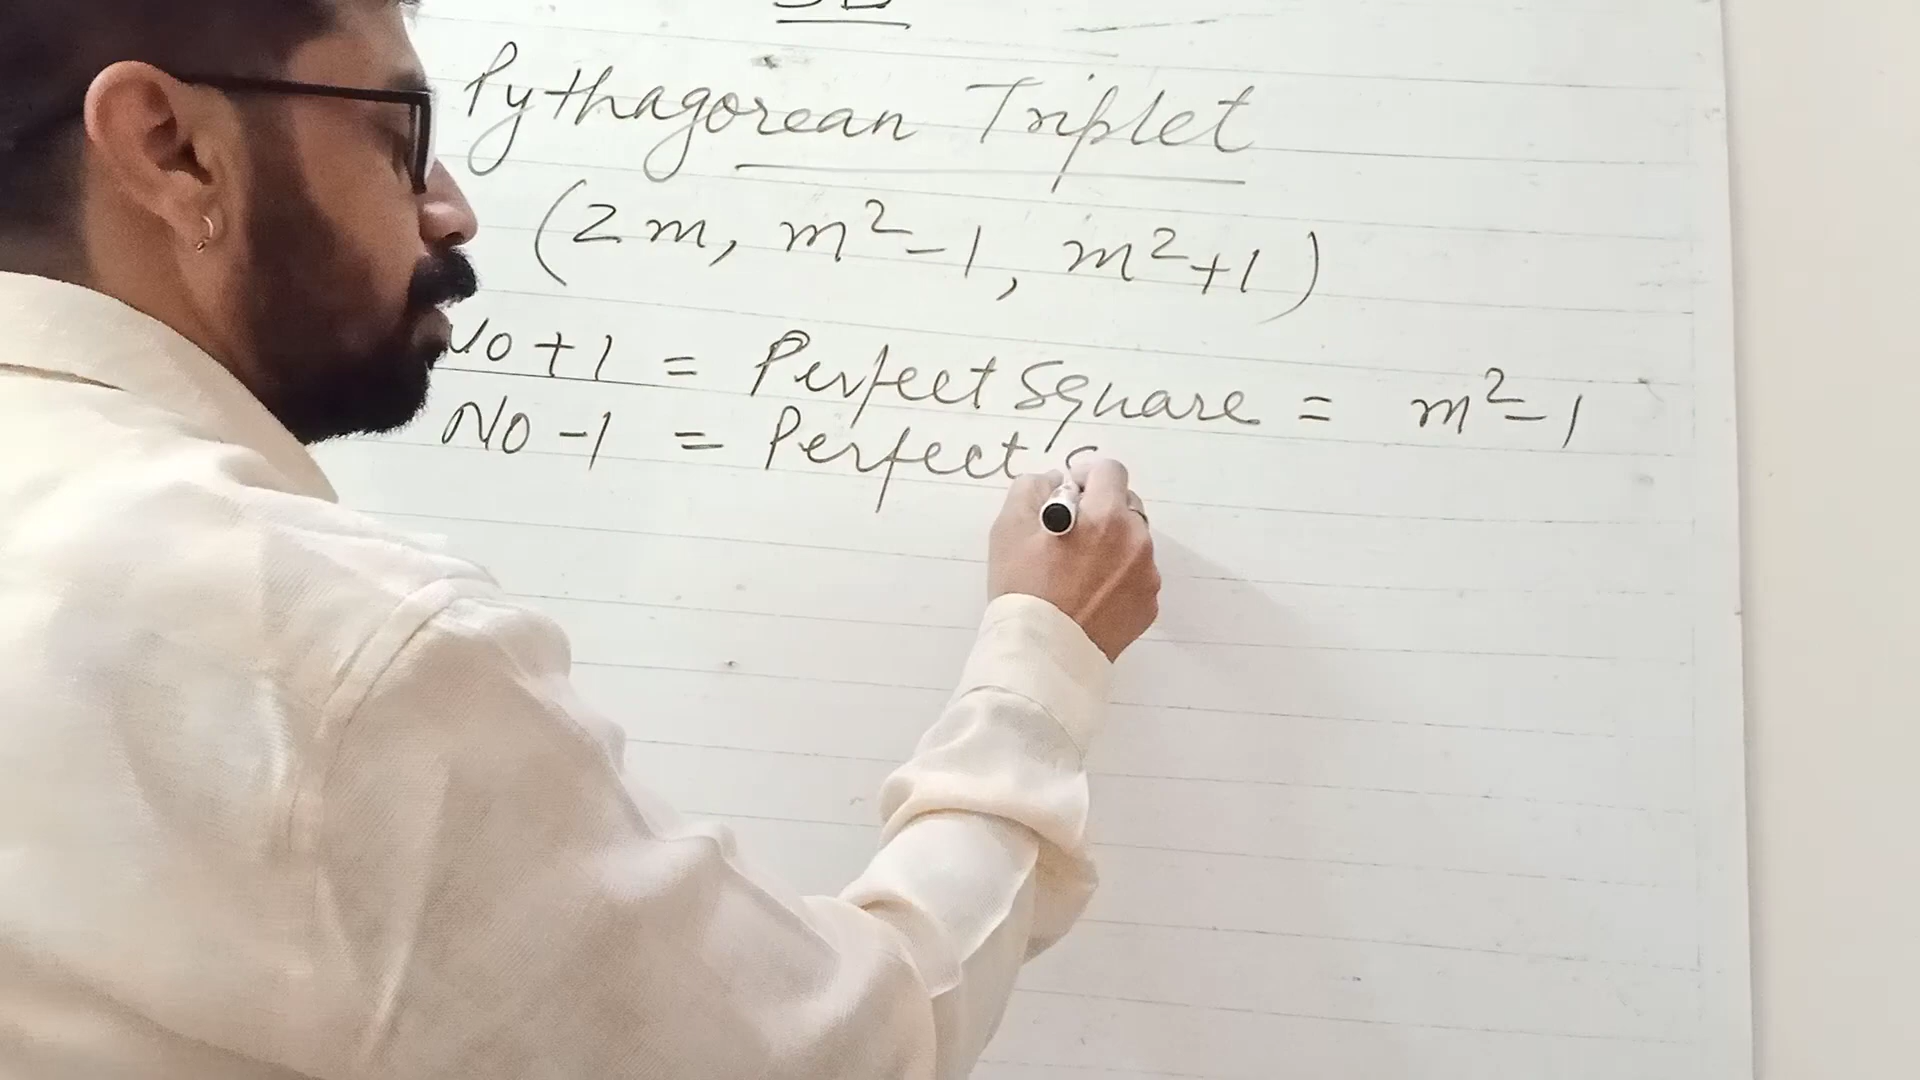 Pythagorean Triplet
(2m, m²-1, m²+1)
No+1 = Perfect Square = m²-1
No-1 = Perfect S